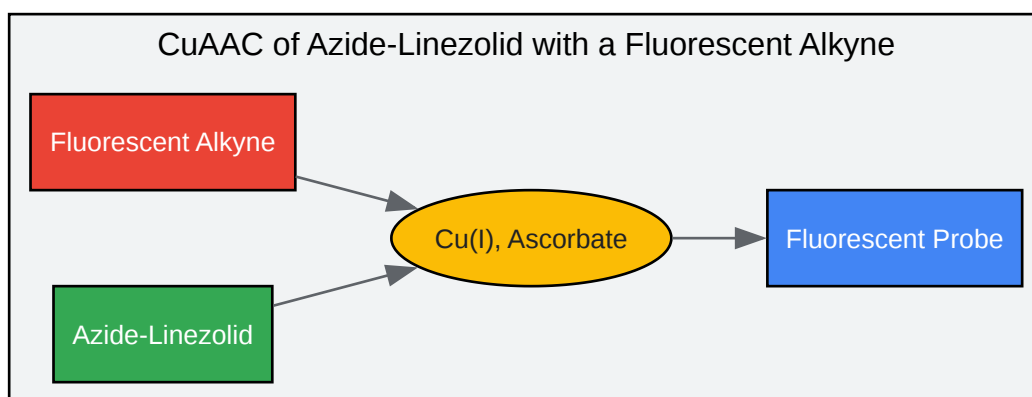 CuAAC of Azide-Linezolid with a Fluorescent Alkyne
Fluorescent Alkyne
Cu(I), Ascorbate
Fluorescent Probe
Azide-Linezolid